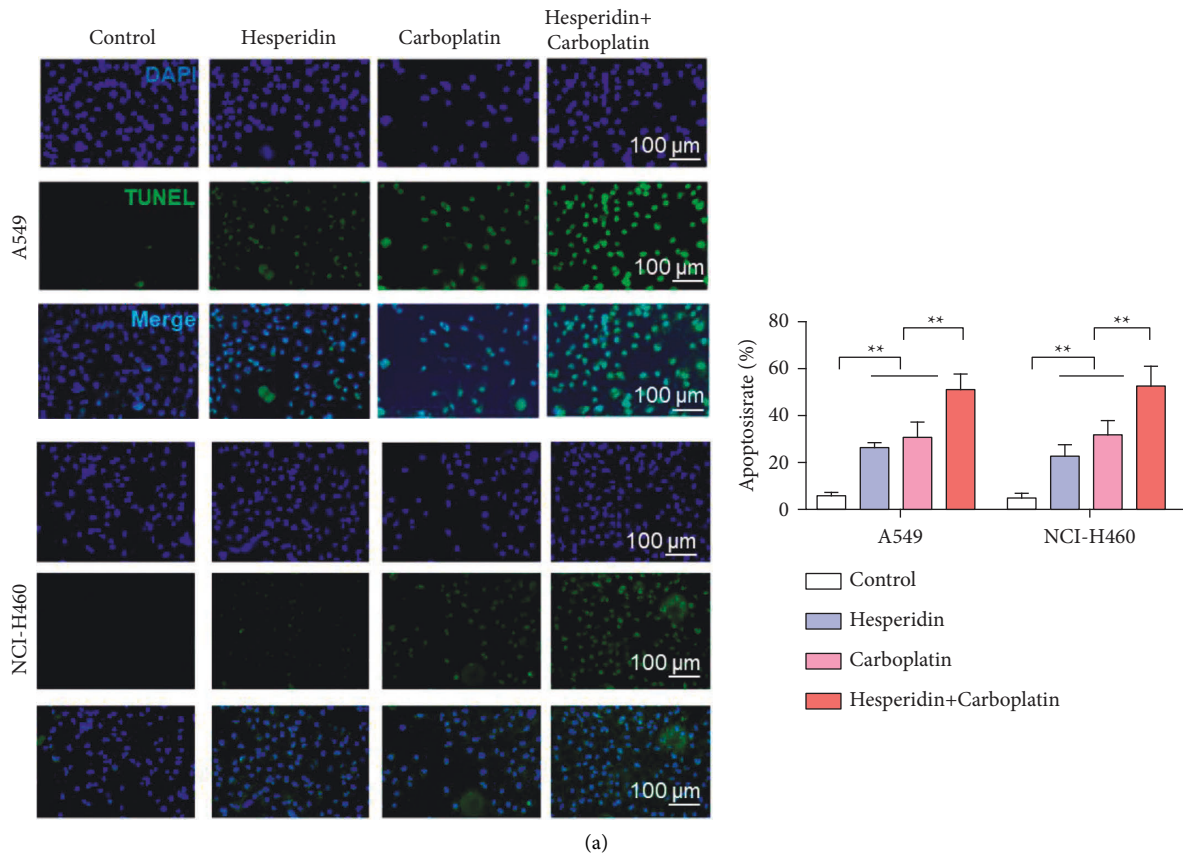 Control
Hesperidin
Carboplatin
Hesperidin+
Carboplatin
DAPI
100 µm
A549
TUNEL
100 µm
Merge
100 µm
NCI-H460
100 µm
100 µm
100 µm
Apoptosisrate (%)
80
60
40
20
0
**
**
**
**
A549
NCI-H460
Control
Hesperidin
Carboplatin
Hesperidin+Carboplatin
(a)